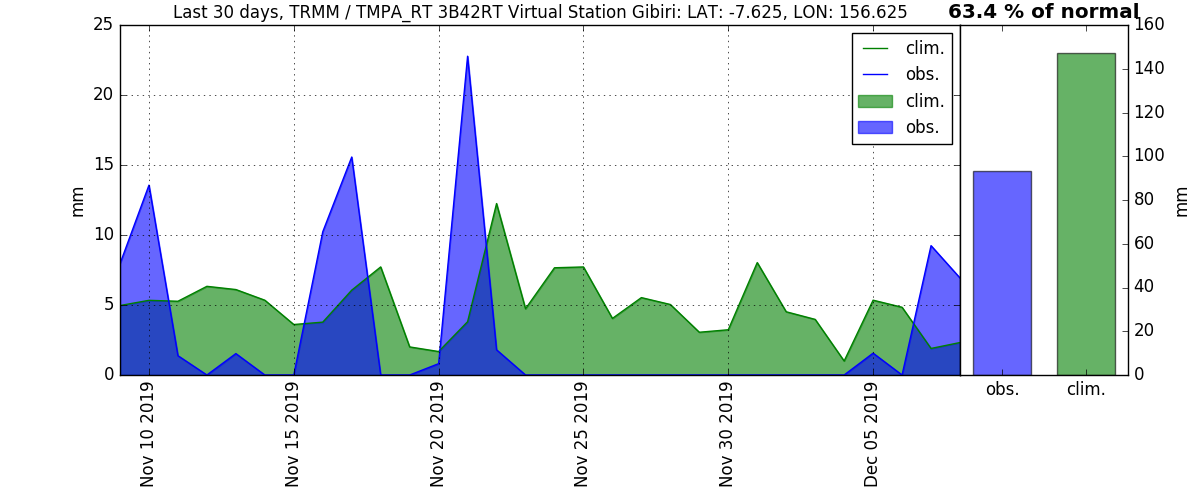 Last 30 days, TRMM / TMPA_RT 3B42RT Virtual Station Gibiri: LAT: -7.625, LON: 156.625
63.4 % of normal
25
20
15
10
5
0
mm
clim.
obs.
clim.
obs.
160
140
120
100
80
60
40
20
0
mm
obs.
clim.
Nov 10 2019
Nov 15 2019
Nov 20 2019
Nov 25 2019
Nov 30 2019
Dec 05 2019